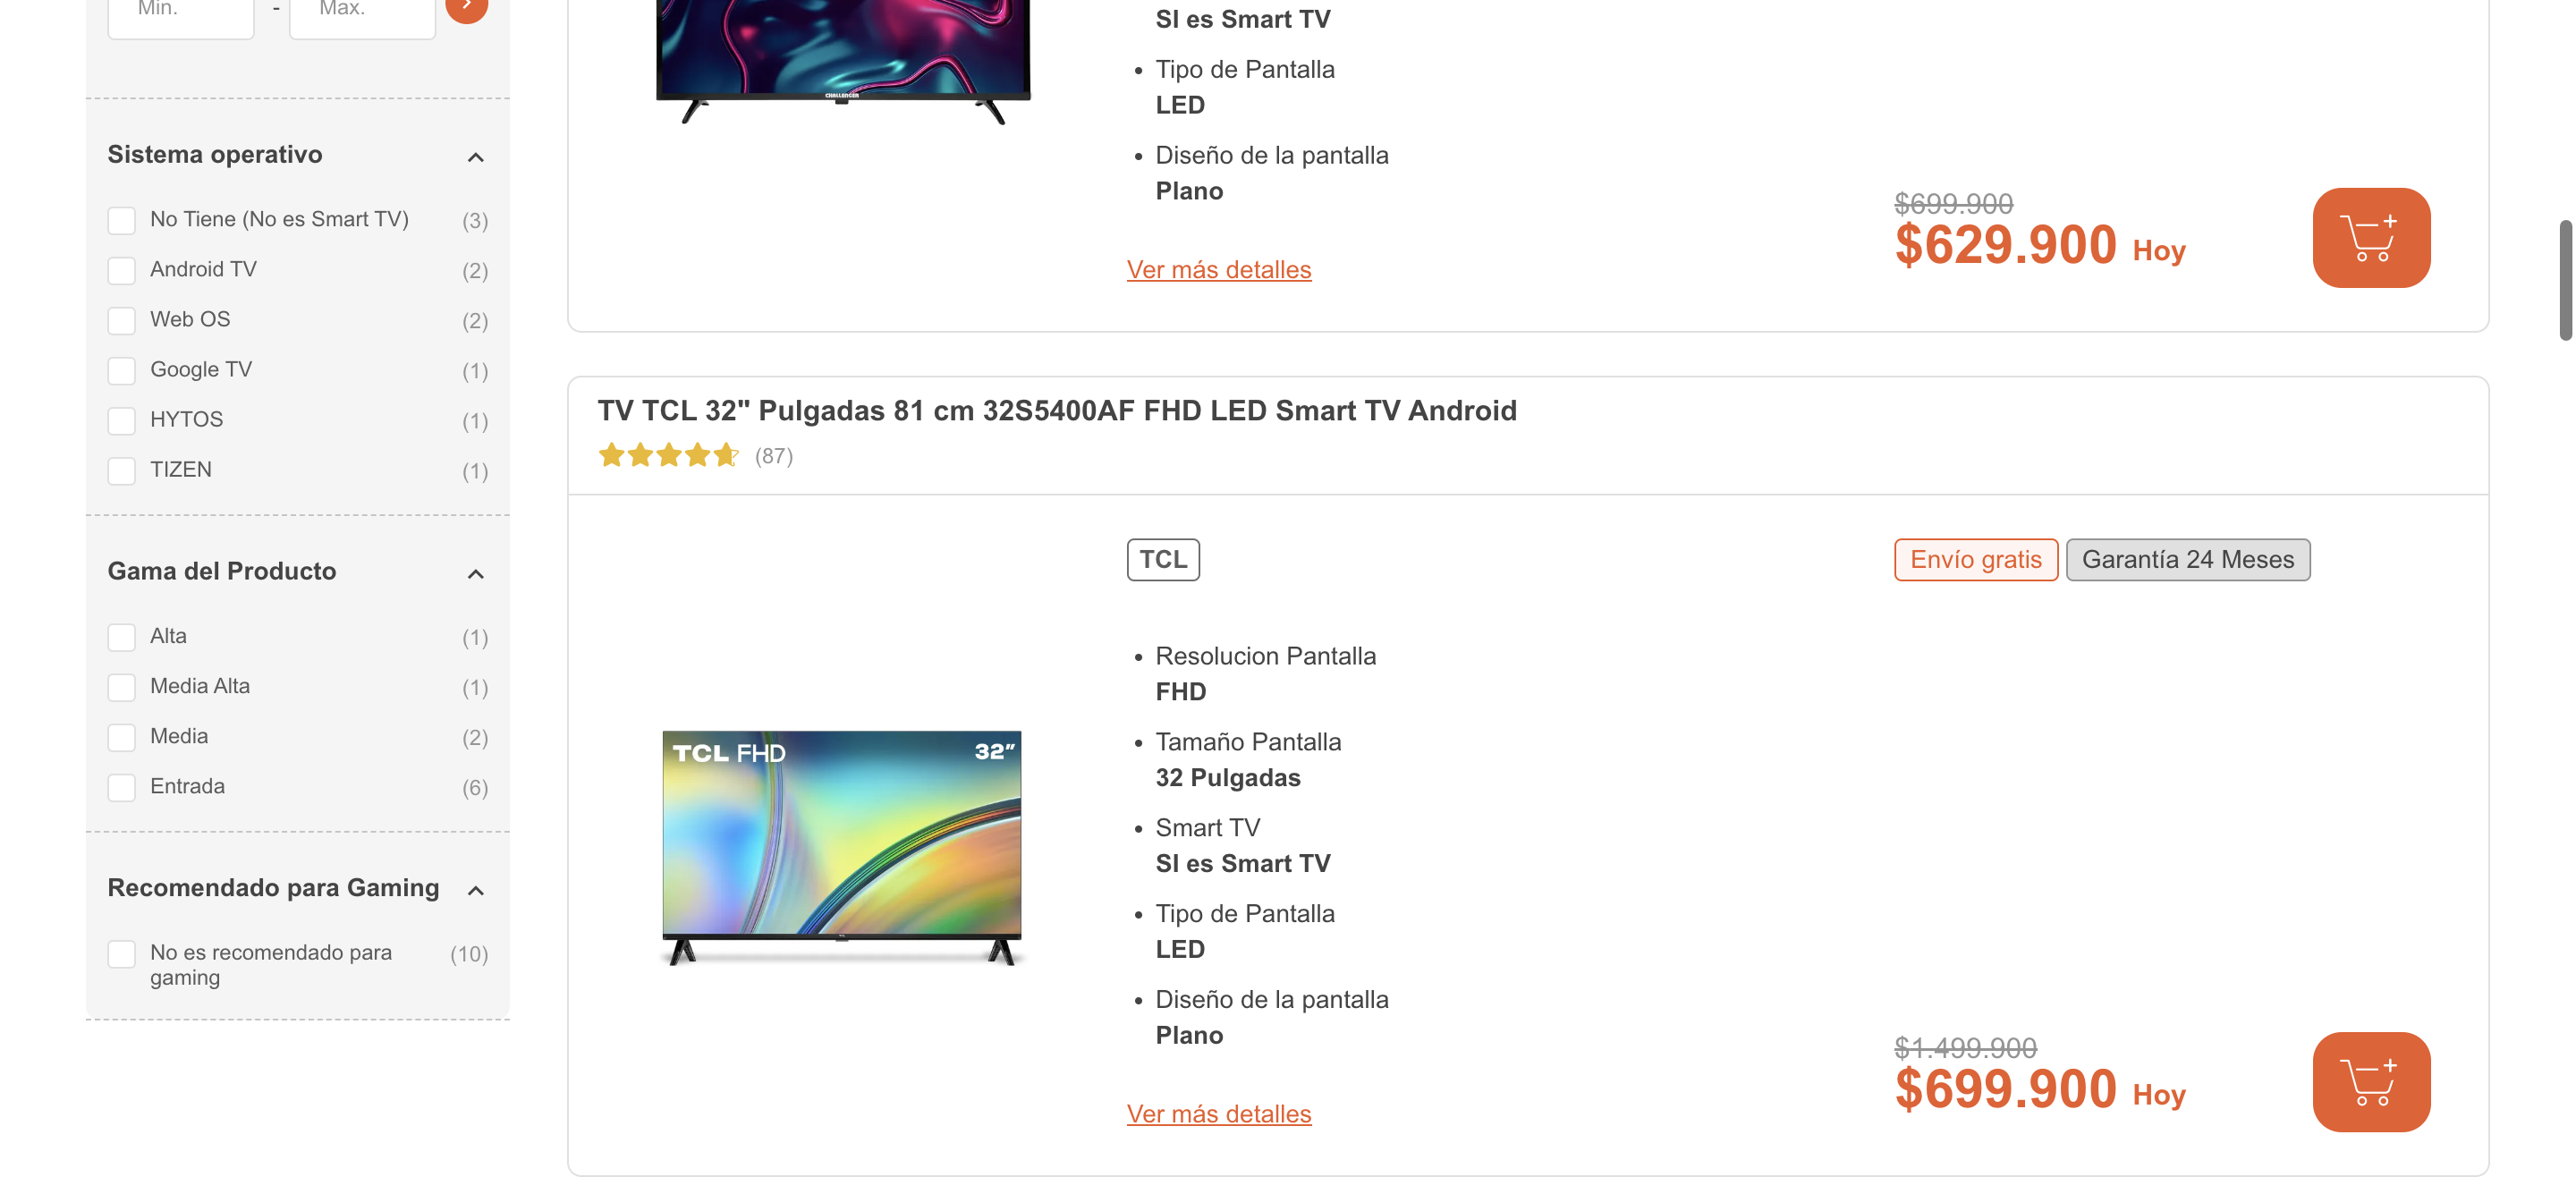 Min.
-
Max.
Sistema operativo
No Tiene (No es Smart TV) (3)
Android TV (2)
Web OS (2)
Google TV (1)
HYTOS (1)
TIZEN (1)
Gama del Producto
Alta (1)
Media Alta (1)
Media (2)
Entrada (6)
Recomendado para Gaming
No es recomendado para (10)
gaming
CHALLENGER
SI es Smart TV
Tipo de Pantalla
LED
Diseño de la pantalla
Plano
Ver más detalles
$699.900
$629.900 Hoy
TV TCL 32" Pulgadas 81 cm 32S5400AF FHD LED Smart TV Android
(87)
TCL
Envío gratis
Garantía 24 Meses
TCL FHD 32"
Resolucion Pantalla
FHD
Tamaño Pantalla
32 Pulgadas
Smart TV
SI es Smart TV
Tipo de Pantalla
LED
Diseño de la pantalla
Plano
Ver más detalles
$1.499.900
$699.900 Hoy